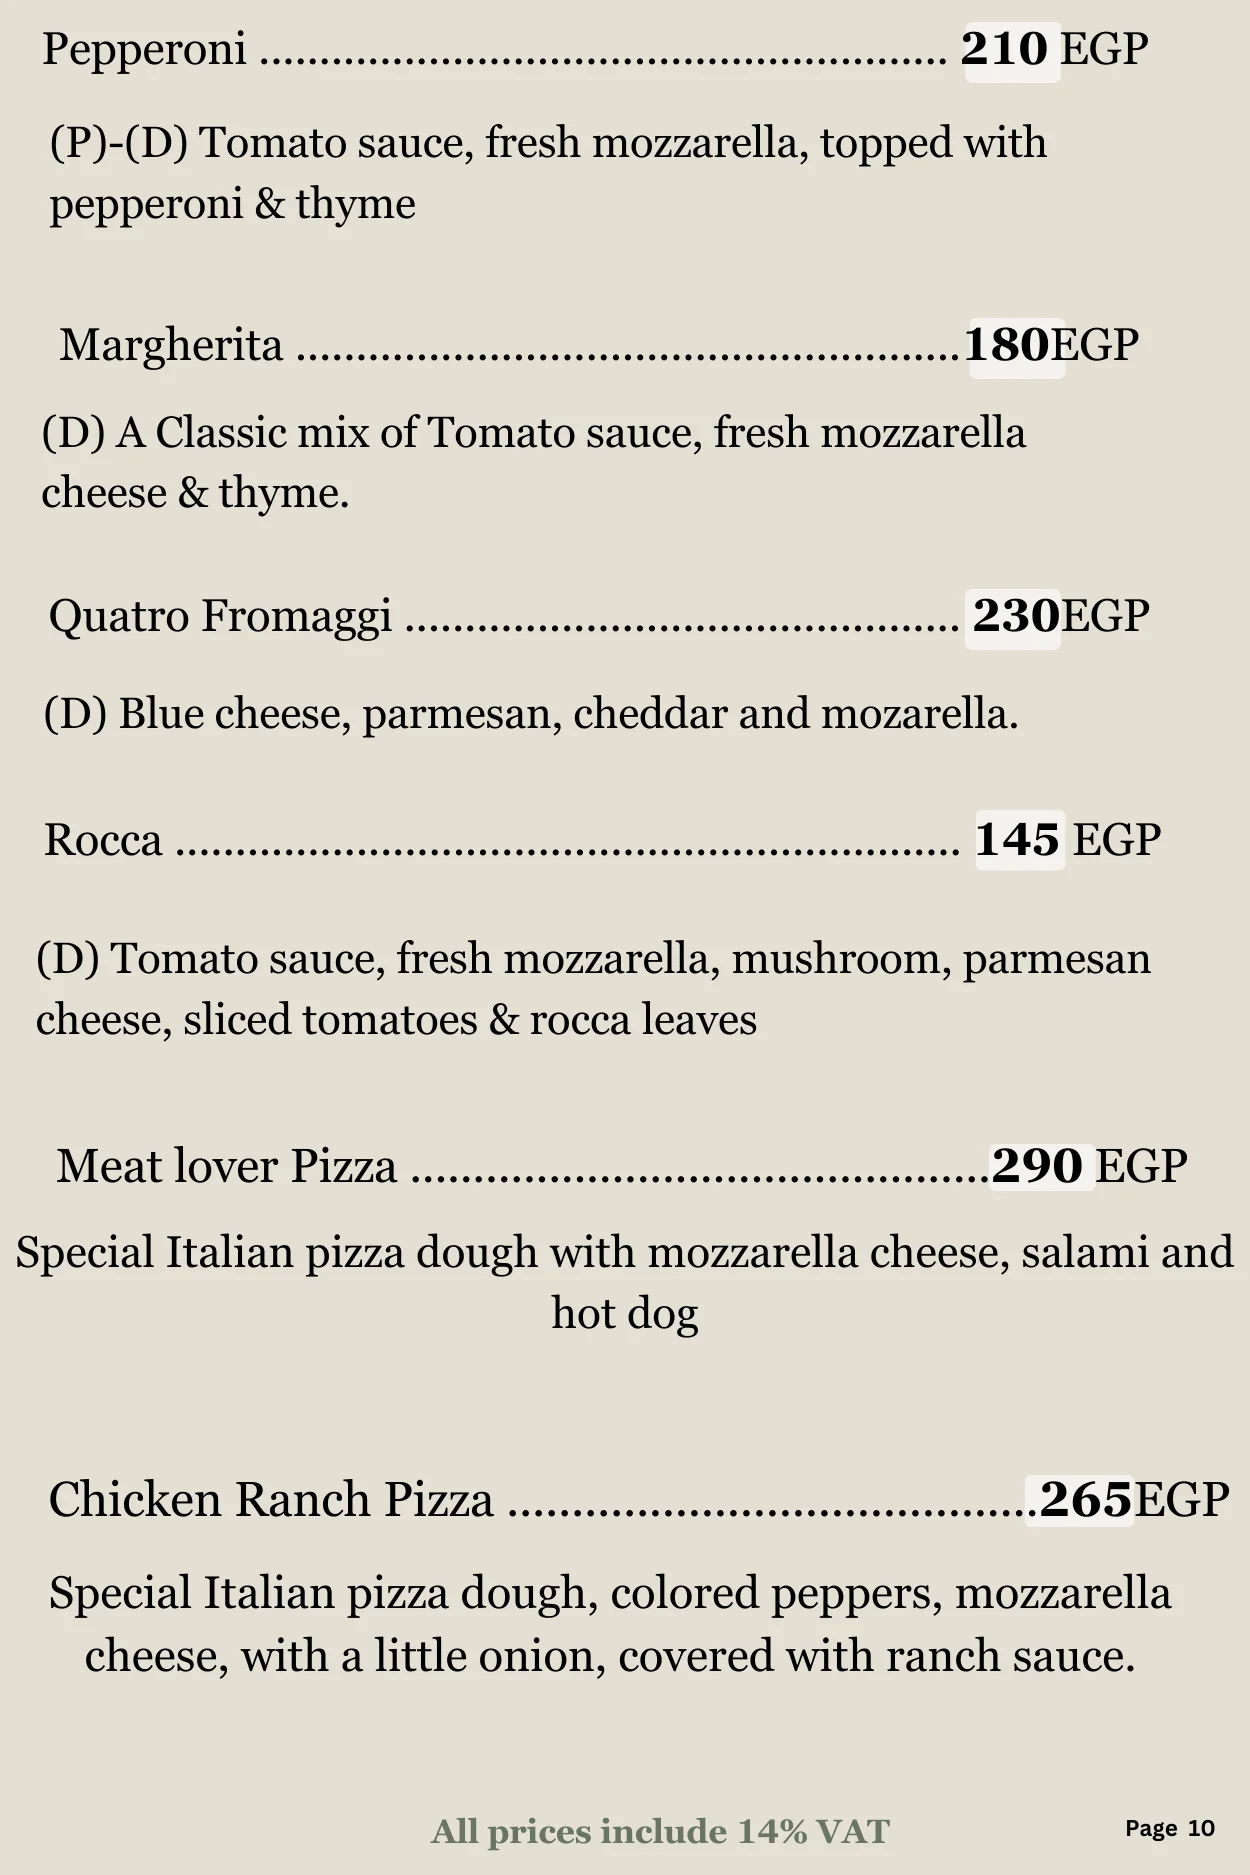 Pepperoni ......................................................... 210 EGP
(P)-(D) Tomato sauce, fresh mozzarella, topped with
pepperoni & thyme
Margherita .......................................................180EGP
(D) A Classic mix of Tomato sauce, fresh mozzarella
cheese & thyme.
Quatro Fromaggi .............................................. 230EGP
(D) Blue cheese, parmesan, cheddar and mozarella.
Rocca ................................................................. 145 EGP
(D) Tomato sauce, fresh mozzarella, mushroom, parmesan
cheese, sliced tomatoes & rocca leaves
Meat lover Pizza ..............................................290 EGP
Special Italian pizza dough with mozzarella cheese, salami and
hot dog
Chicken Ranch Pizza .........................................265EGP
Special Italian pizza dough, colored peppers, mozzarella
cheese, with a little onion, covered with ranch sauce.
All prices include 14% VAT
Page 10